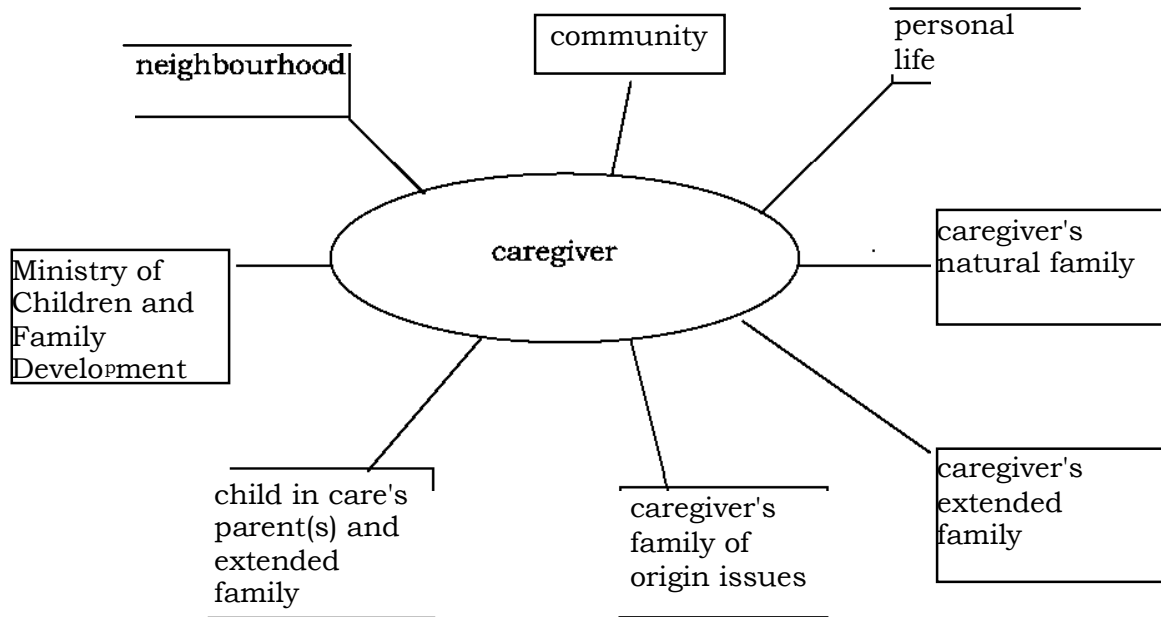 neighbourhood
community
personal
life
caregiver
Ministry of
Children and
Family
Development
caregiver's
natural family
child in care's
parent(s) and
extended
family
caregiver's
family of
origin issues
caregiver's
extended
family